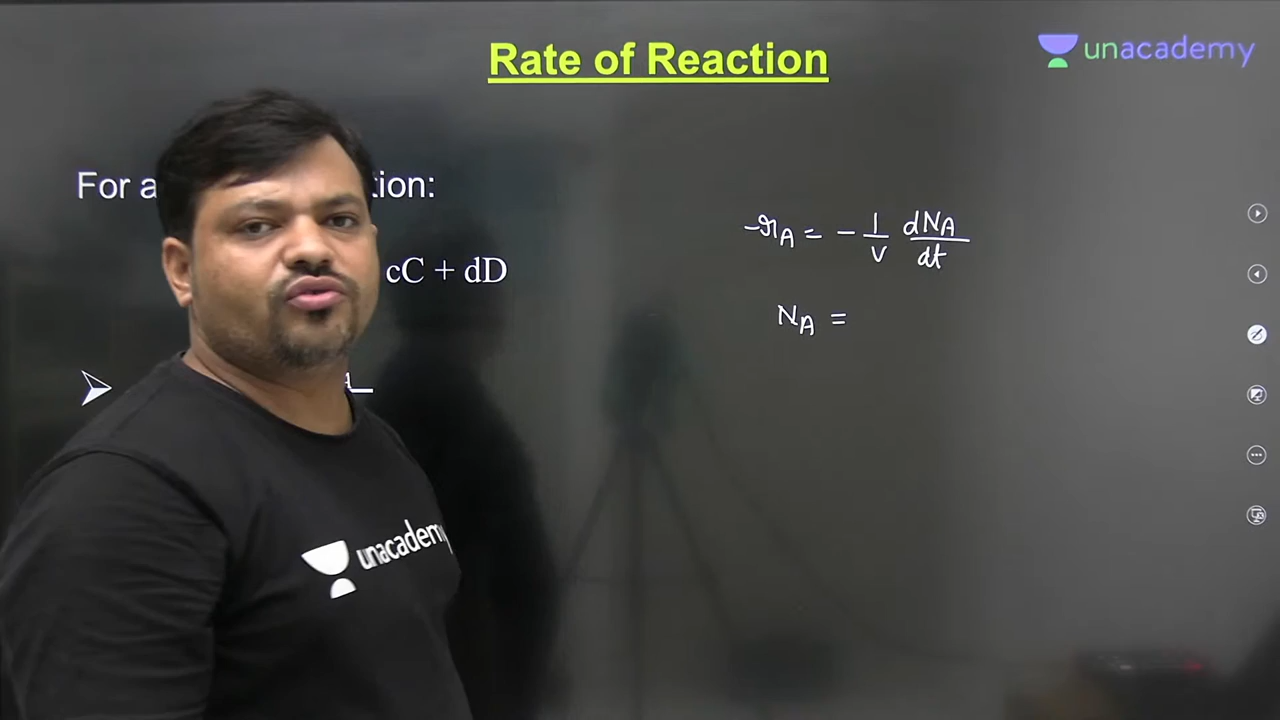 Rate of Reaction
unacademy
For a tion:
-rA = - 1/V dNA/dt
cC + dD
NA =
A
unacademy